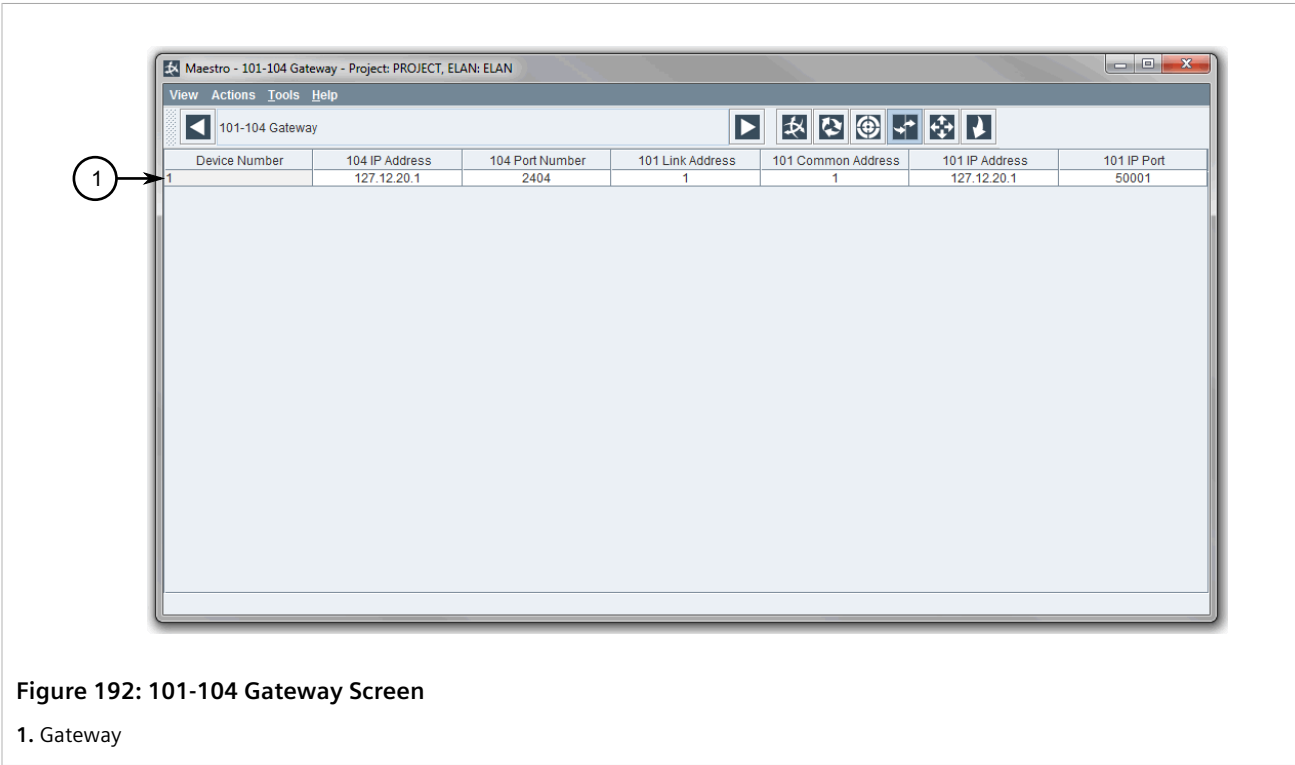 Maestro - 101-104 Gateway - Project: PROJECT, ELAN: ELAN
View Actions Tools Help
101-104 Gateway
Device Number 104 IP Address 104 Port Number 101 Link Address 101 Common Address 101 IP Address 101 IP Port
1 1 127.12.20.1 2404 1 1 127.12.20.1 50001
Figure 192: 101-104 Gateway Screen
1. Gateway